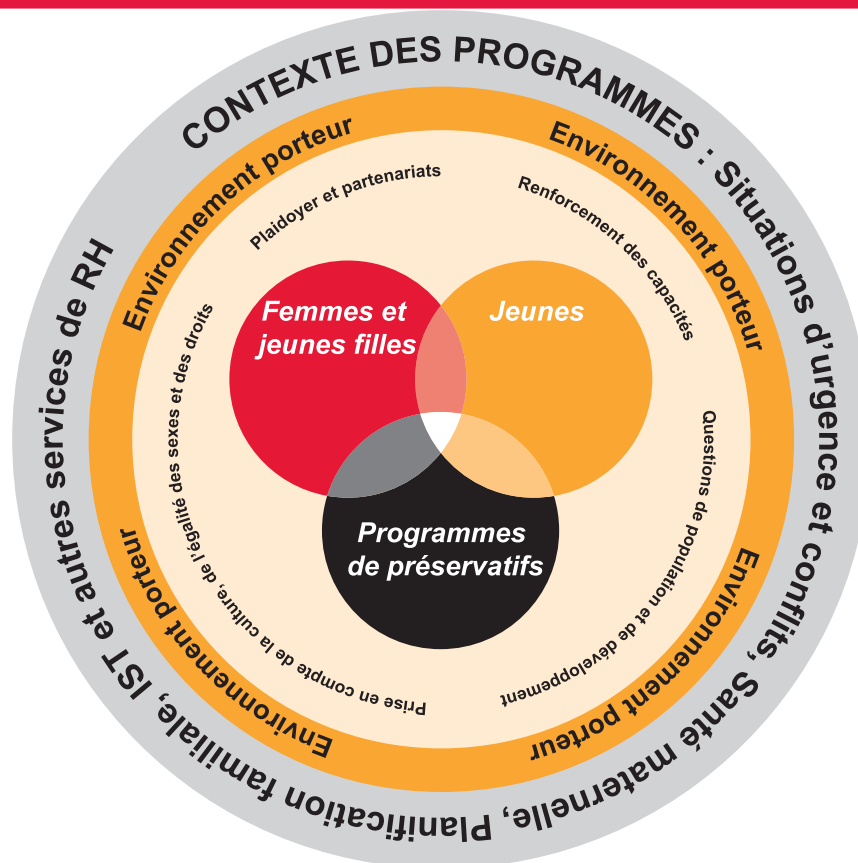 CONTEXTE DES PROGRAMMES : Situations d'urgence et conflits, Santé maternelle, Planification familiale, IST et autres services de RH
Environnement porteur
Environnement porteur
Environnement porteur
Environnement porteur
Plaidoyer et partenariats
Renforcement des capacités
Questions de population et de développement
Prise en compte de la culture, de l'égalité des sexes et des droits
Femmes et
jeunes filles
Jeunes
Programmes
de préservatifs